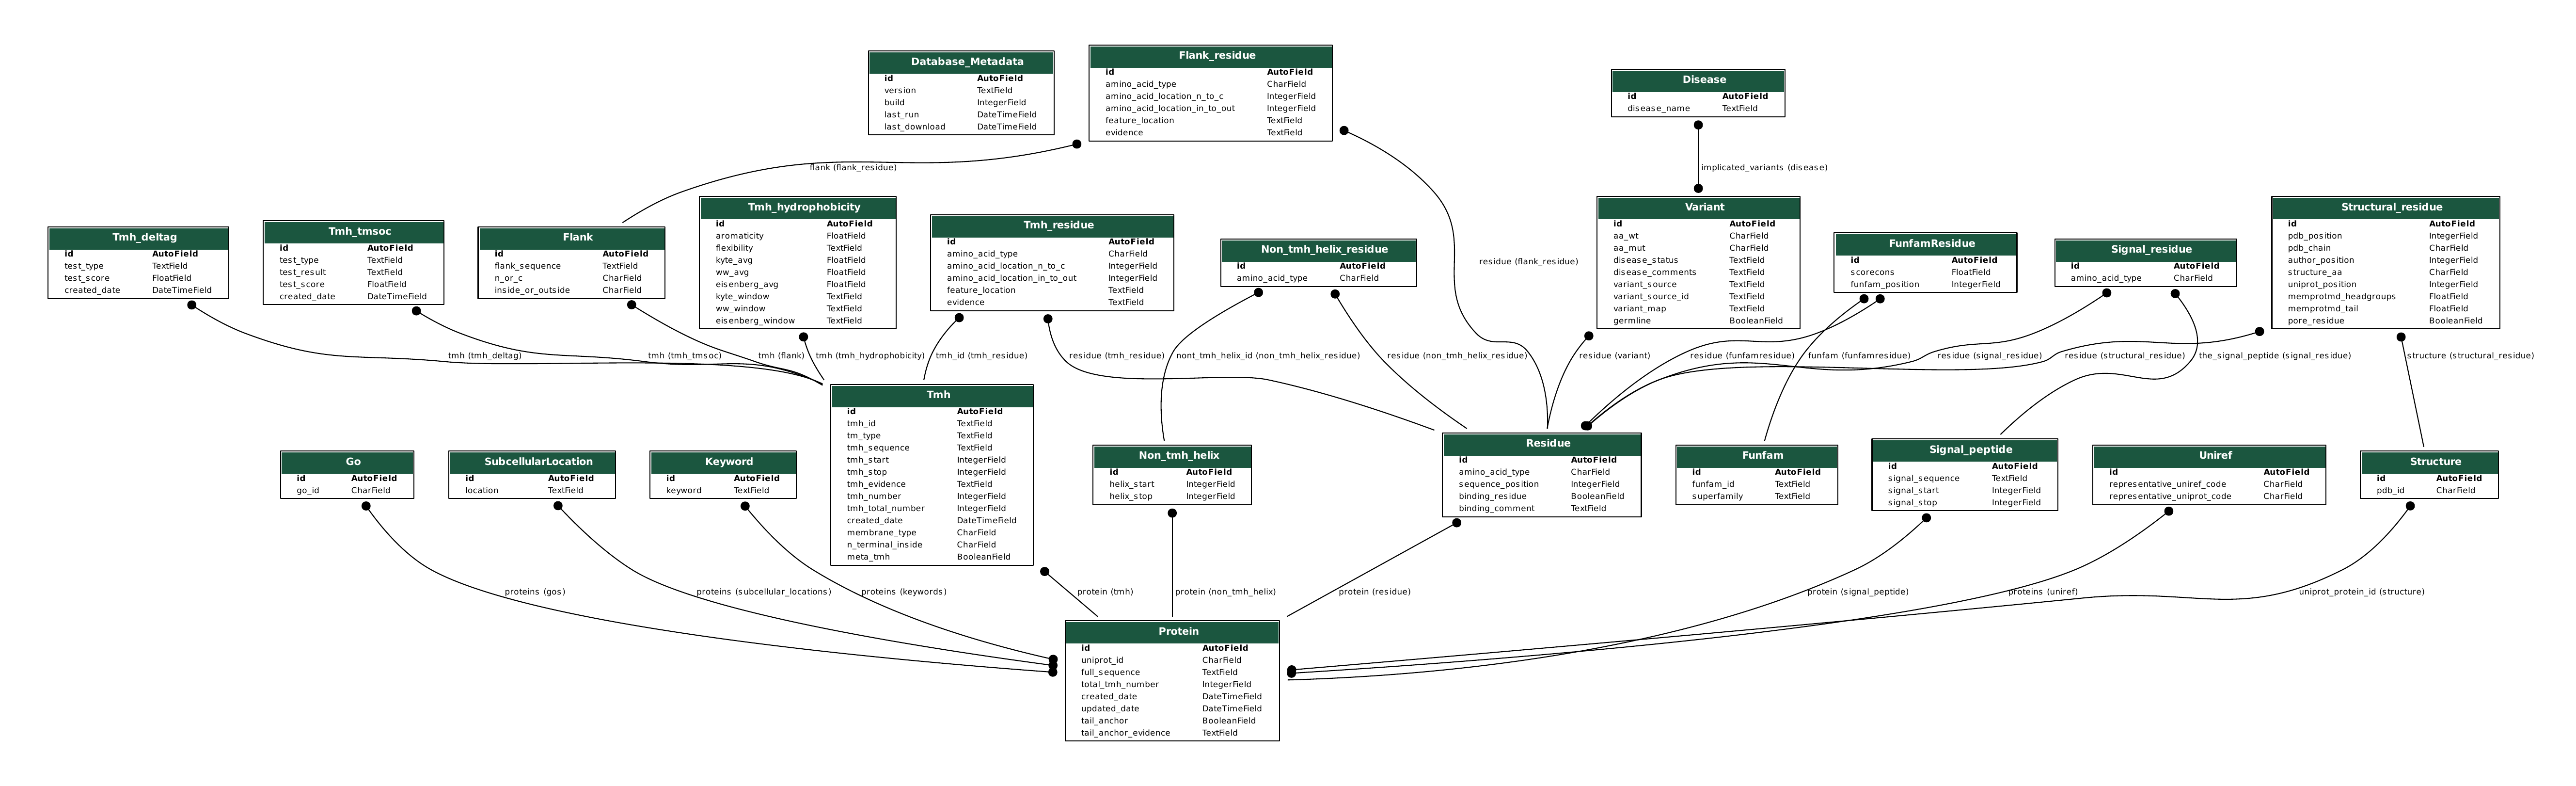 Database_Metadata
id AutoField
version TextField
build IntegerField
last_run DateTimeField
last_download DateTimeField
Flank_residue
id AutoField
amino_acid_type CharField
amino_acid_location_n_to_c IntegerField
amino_acid_location_in_to_out IntegerField
feature_location TextField
evidence TextField
Disease
id AutoField
disease_name TextField
flank (flank_residue)
implicated_variants (disease)
Tmh_deltag
id AutoField
test_type TextField
test_score FloatField
created_date DateTimeField
Tmh_tmsoc
id AutoField
test_type TextField
test_result TextField
test_score FloatField
created_date DateTimeField
Flank
id AutoField
flank_sequence TextField
n_or_c CharField
inside_or_outside CharField
Tmh_hydrophobicity
id AutoField
aromaticity FloatField
flexibility TextField
kyte_avg FloatField
ww_avg FloatField
eisenberg_avg FloatField
kyte_window TextField
ww_window TextField
eisenberg_window TextField
Tmh_residue
id AutoField
amino_acid_type CharField
amino_acid_location_n_to_c IntegerField
amino_acid_location_in_to_out IntegerField
feature_location TextField
evidence TextField
Non_tmh_helix_residue
id AutoField
amino_acid_type CharField
residue (flank_residue)
Variant
id AutoField
aa_wt CharField
aa_mut CharField
disease_status TextField
disease_comments TextField
variant_source TextField
variant_source_id TextField
variant_map TextField
germline BooleanField
FunfamResidue
id AutoField
scorecons FloatField
funfam_position IntegerField
Signal_residue
id AutoField
amino_acid_type CharField
Structural_residue
id AutoField
pdb_position IntegerField
pdb_chain CharField
author_position IntegerField
structure_aa CharField
uniprot_position IntegerField
memprotmd_headgroups FloatField
memprotmd_tail FloatField
pore_residue BooleanField
tmh (tmh_deltag)
tmh (tmh_tmsoc)
tmh (flank)
tmh (tmh_hydrophobicity)
tmh_id (tmh_residue)
residue (tmh_residue)
nont_tmh_helix_id (non_tmh_helix_residue)
residue (non_tmh_helix_residue)
residue (variant)
residue (funfamresidue)
funfam (funfamresidue)
residue (signal_residue)
residue (structural_residue)
the_signal_peptide (signal_residue)
structure (structural_residue)
Go
id AutoField
go_id CharField
SubcellularLocation
id AutoField
location TextField
Keyword
id AutoField
keyword TextField
Tmh
id AutoField
tmh_id TextField
tm_type TextField
tmh_sequence TextField
tmh_start IntegerField
tmh_stop IntegerField
tmh_evidence TextField
tmh_number IntegerField
tmh_total_number IntegerField
created_date DateTimeField
membrane_type CharField
n_terminal_inside CharField
meta_tmh BooleanField
Non_tmh_helix
id AutoField
helix_start IntegerField
helix_stop IntegerField
Residue
id AutoField
amino_acid_type CharField
sequence_position IntegerField
binding_residue BooleanField
binding_comment TextField
Funfam
id AutoField
funfam_id TextField
superfamily TextField
Signal_peptide
id AutoField
signal_sequence TextField
signal_start IntegerField
signal_stop IntegerField
Uniref
id AutoField
representative_uniref_code CharField
representative_uniprot_code CharField
Structure
id AutoField
pdb_id CharField
proteins (gos)
proteins (subcellular_locations)
proteins (keywords)
protein (tmh)
protein (non_tmh_helix)
protein (residue)
protein (signal_peptide)
proteins (uniref)
uniprot_protein_id (structure)
Protein
id AutoField
uniprot_id CharField
full_sequence TextField
total_tmh_number IntegerField
created_date DateTimeField
updated_date DateTimeField
tail_anchor BooleanField
tail_anchor_evidence TextField